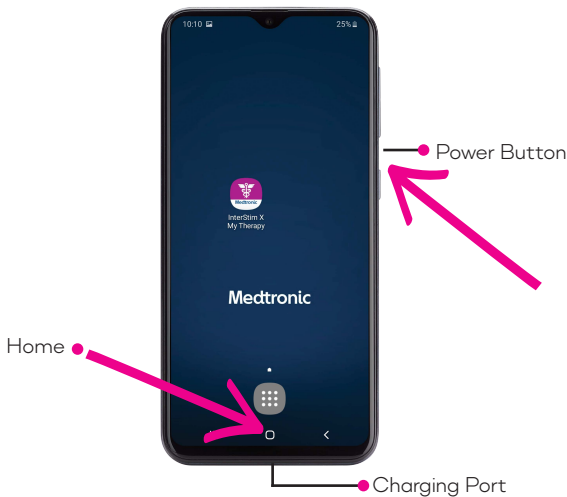 10:10
25%
Power Button
Medtronic
InterStim X
My Therapy
Medtronic
Home
Charging Port